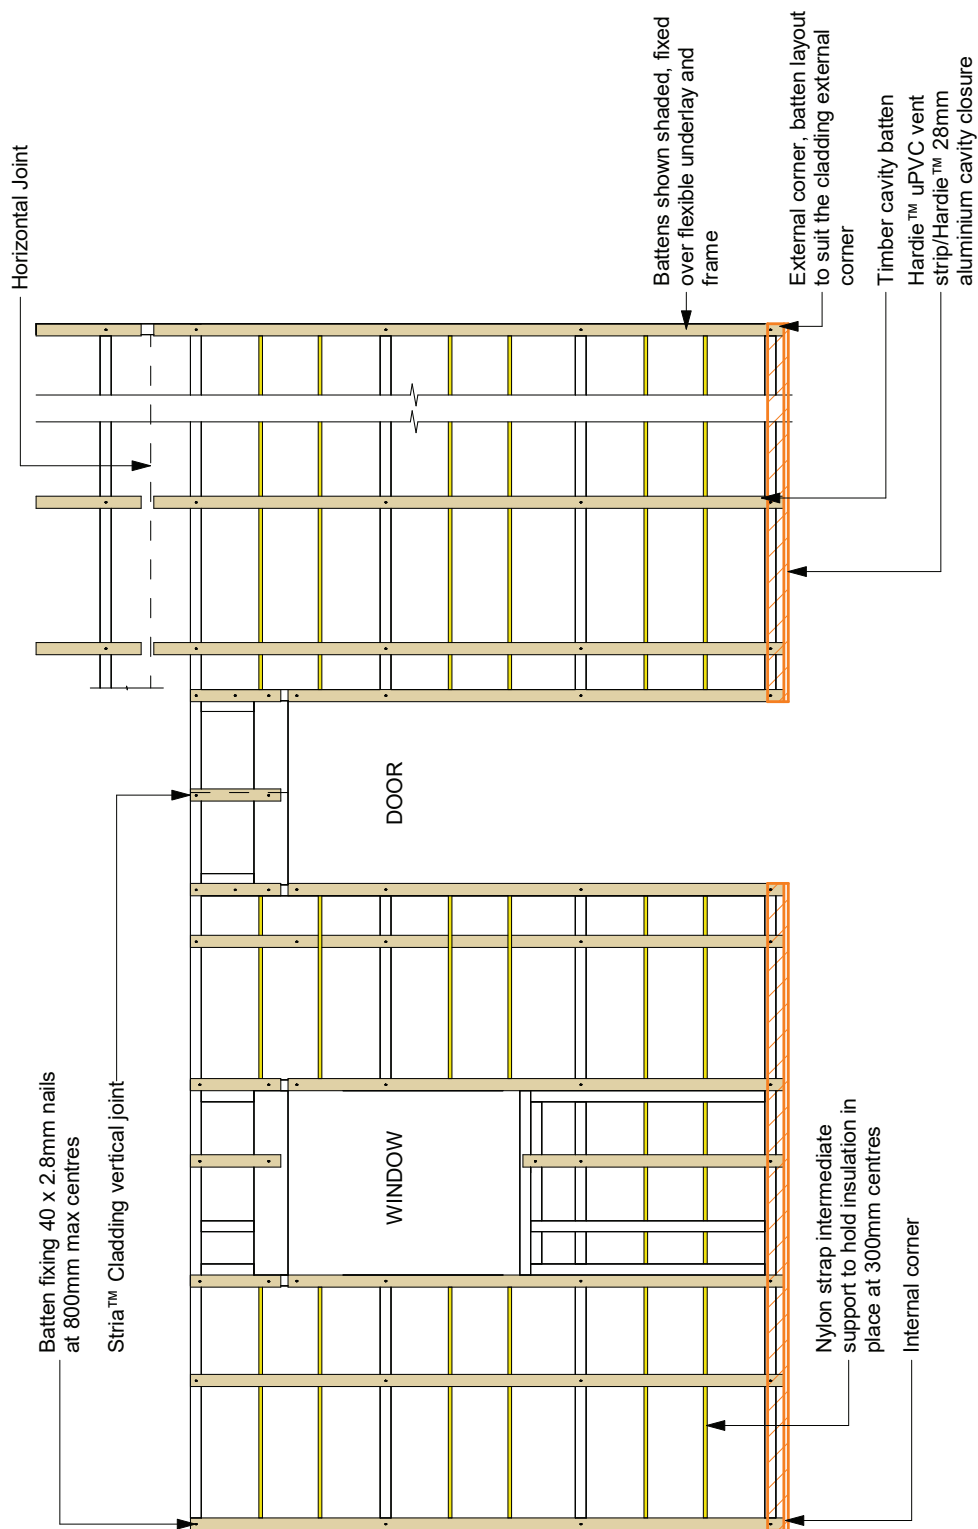 Batten fixing 40 x 2.8mm nails
at 800mm max centres
Stria™ Cladding vertical joint
Horizontal Joint
WINDOW
DOOR
Battens shown shaded, fixed
over flexible underlay and
frame
External corner, batten layout
to suit the cladding external
corner
Timber cavity batten
Hardie™ uPVC vent
strip/Hardie™ 28mm
aluminium cavity closure
Nylon strap intermediate
support to hold insulation in
place at 300mm centres
Internal corner